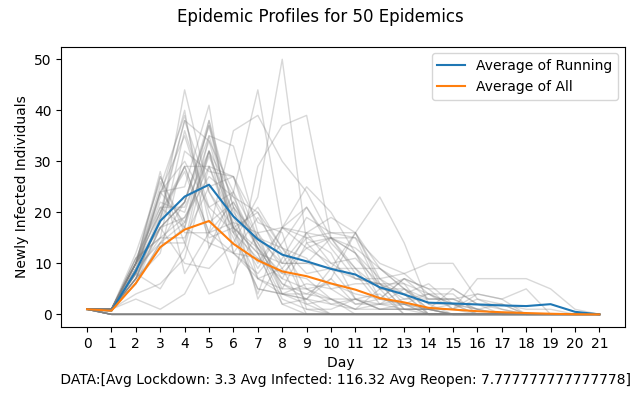 Epidemic Profiles for 50 Epidemics
Newly Infected Individuals
50
40
30
20
10
0
Average of Running
Average of All
0 1 2 3 4 5 6 7 8 9 10 11 12 13 14 15 16 17 18 19 20 21
Day
DATA:[Avg Lockdown: 3.3 Avg Infected: 116.32 Avg Reopen: 7.777777777777778]